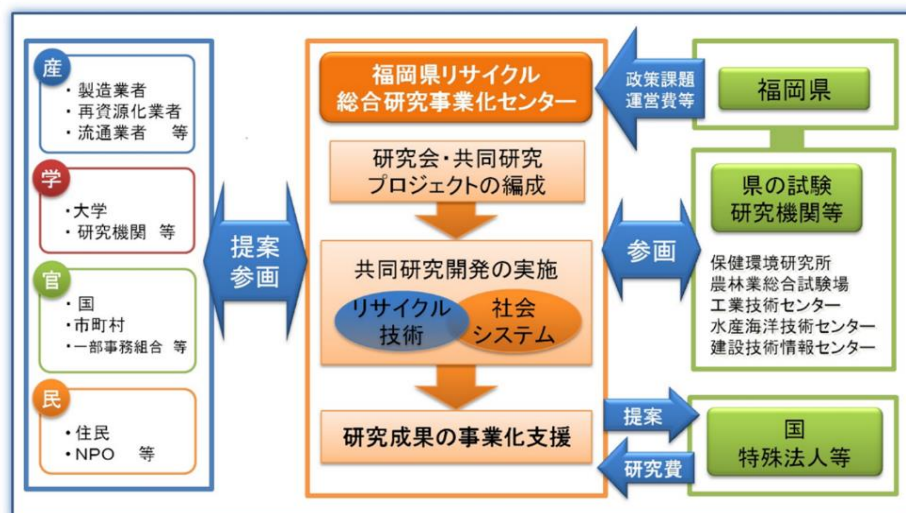 産
・製造業者
・再資源化業者
・流通業者 等
学
・大学
・研究機関 等
官
・国
・市町村
・一部事務組合 等
民
・住民
・NPO 等
提案
参画
福岡県リサイクル
総合研究事業化センター
研究会・共同研究
プロジェクトの編成
共同研究開発の実施
リサイクル
技術
社会
システム
研究成果の事業化支援
政策課題
運営費等
福岡県
参画
県の試験
研究機関等
保健環境研究所
農林業総合試験場
工業技術センター
水産海洋技術センター
建設技術情報センター
提案
研究費
国
特殊法人等